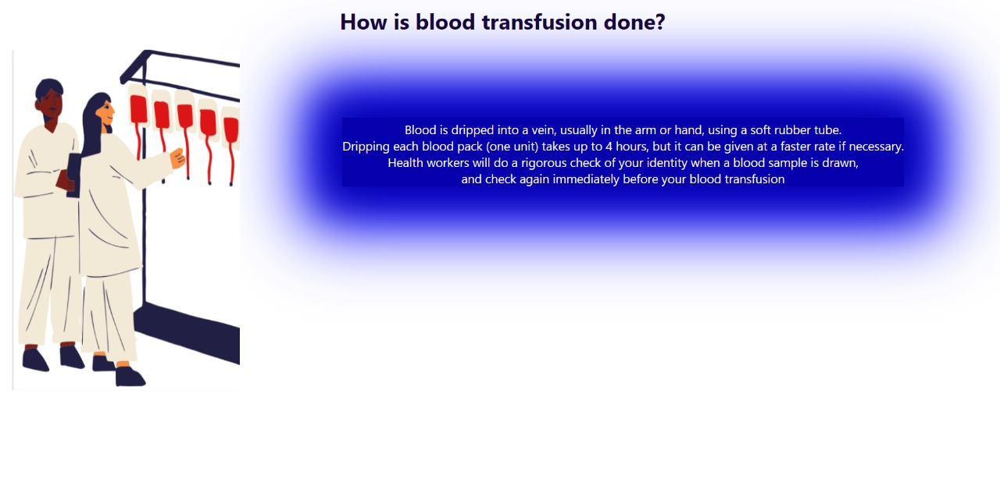 How is blood transfusion done?
Blood is dripped into a vein, usually in the arm or hand, using a soft rubber tube.
Dripping each blood pack (one unit) takes up to 4 hours, but it can be given at a faster rate if necessary.
Health workers will do a rigorous check of your identity when a blood sample is drawn,
and check again immediately before your blood transfusion